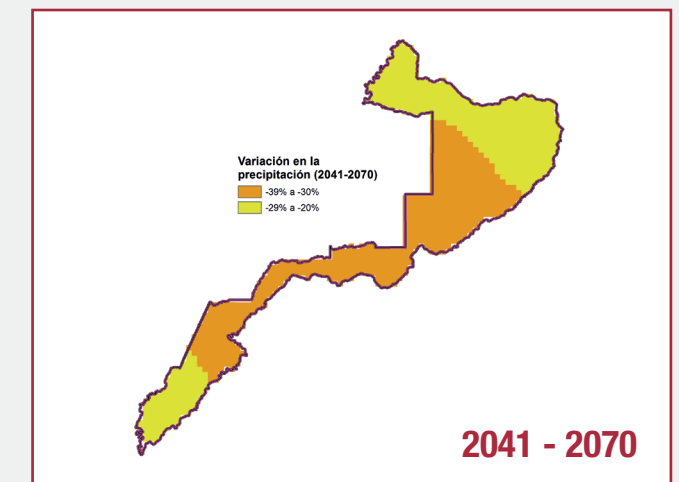 Variación en la
precipitación (2041-2070)
-39% a -30%
-29% a -20%
2041 - 2070